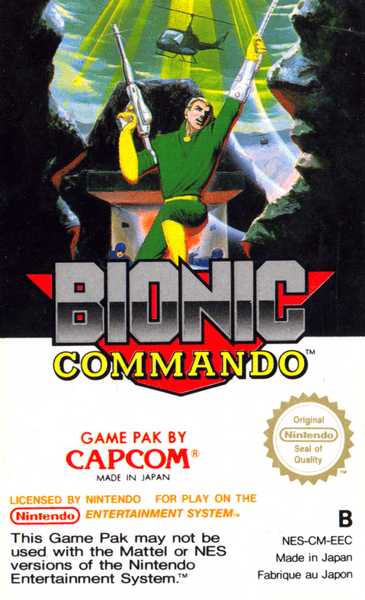 BIONIC
COMMANDO™
GAME PAK BY
CAPCOM®
MADE IN JAPAN
Original
Nintendo
Seal of
Quality
TM
LICENSED BY NINTENDO FOR PLAY ON THE
Nintendo ENTERTAINMENT SYSTEM™
This Game Pak may not be
used with the Mattel or NES
versions of the Nintendo
Entertainment System.™
B
NES-CM-EEC
Made in Japan
Fabriqué au Japon